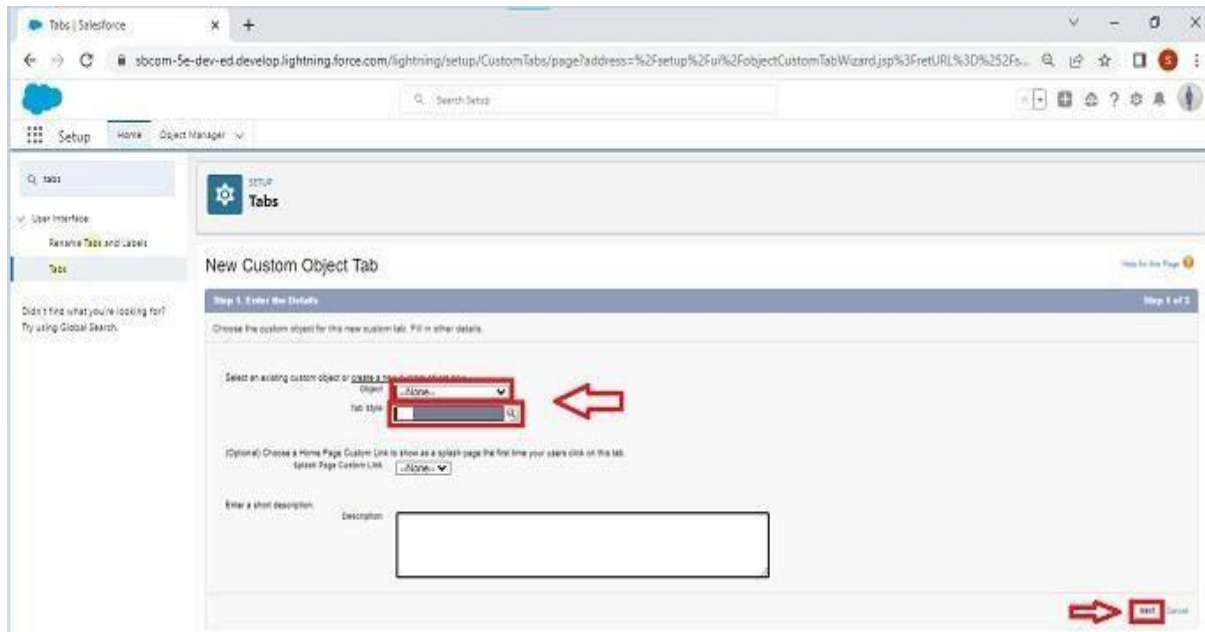 Tabs | Salesforce
sbcom-5e-dev-ed.develop.lightning.force.com/lightning/setup/CustomTabs/page?address=%2Fsetup%2Fui%2FobjectCustomTabWizard.jsp%3FretURL%3D%252Fs...
S
Search Setup
Setup Home Object Manager
tabs
SETUP
Tabs
User Interface
Rename Tabs and Labels
Tabs
Didn't find what you're looking for?
Try using Global Search.
New Custom Object Tab
Help for this Page
Step 1. Enter the Details
Step 1 of 3
Choose the custom object for this new custom tab. Fill in other details.
Select an existing custom object or create a new custom object
Object --None--
Tab Style
(Optional) Choose a Home Page Custom Link to show as a splash page the first time your users click on this tab.
Splash Page Custom Link --None--
Enter a short description.
Description
Next Cancel